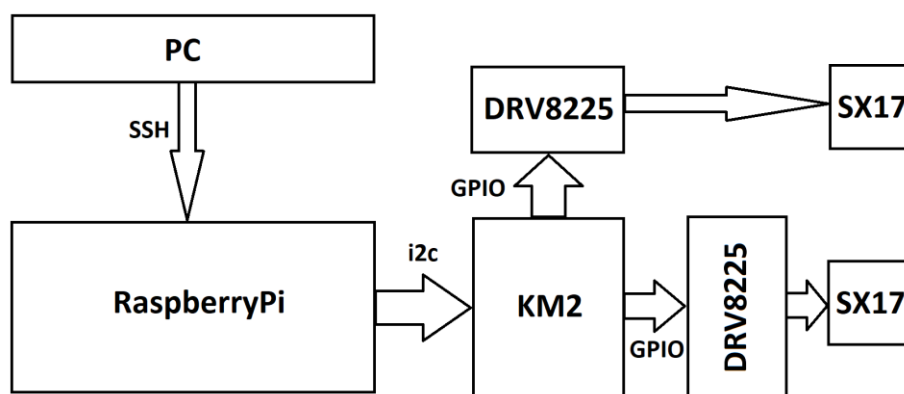 PC
SSH
DRV8225
SX17
GPIO
RaspberryPi
i2c
KM2
GPIO
DRV8225
SX17